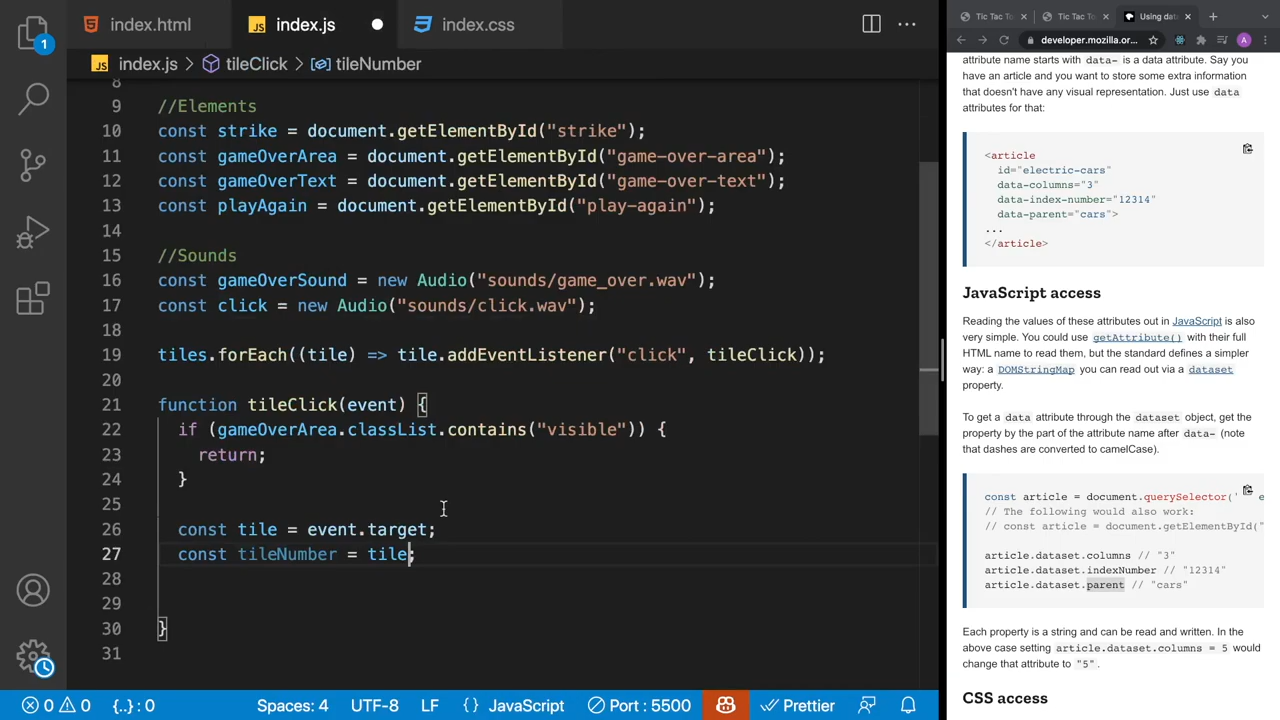 index.html
index.js
index.css
index.js > tileClick > tileNumber
1
8
9 //Elements
10 const strike = document.getElementById("strike");
11 const gameOverArea = document.getElementById("game-over-area");
12 const gameOverText = document.getElementById("game-over-text");
13 const playAgain = document.getElementById("play-again");
14
15 //Sounds
16 const gameOverSound = new Audio("sounds/game_over.wav");
17 const click = new Audio("sounds/click.wav");
18
19 tiles.forEach((tile) => tile.addEventListener("click", tileClick));
20
21 function tileClick(event) {
22 if (gameOverArea.classList.contains("visible")) {
23 return;
24 }
25
26 const tile = event.target;
27 const tileNumber = tile;
28
29
30 }
31
0 0 {..} : 0 Spaces: 4 UTF-8 LF {} JavaScript Port : 5500 Prettier
Tic Tac To Tic Tac To Using dat
developer.mozilla.or... A
attribute name starts with data- is a data attribute. Say you
have an article and you want to store some extra information
that doesn't have any visual representation. Just use data
attributes for that:
<article
id="electric-cars"
data-columns="3"
data-index-number="12314"
data-parent="cars">
...
</article>
JavaScript access
Reading the values of these attributes out in JavaScript is also
very simple. You could use getAttribute() with their full
HTML name to read them, but the standard defines a simpler
way: a DOMStringMap you can read out via a dataset
property.
To get a data attribute through the dataset object, get the
property by the part of the attribute name after data- (note
that dashes are converted to camelCase).
const article = document.querySelector('
// The following would also work:
// const article = document.getElementById("
article.dataset.columns // "3"
article.dataset.indexNumber // "12314"
article.dataset.parent // "cars"
Each property is a string and can be read and written. In the
above case setting article.dataset.columns = 5 would
change that attribute to "5".
CSS access